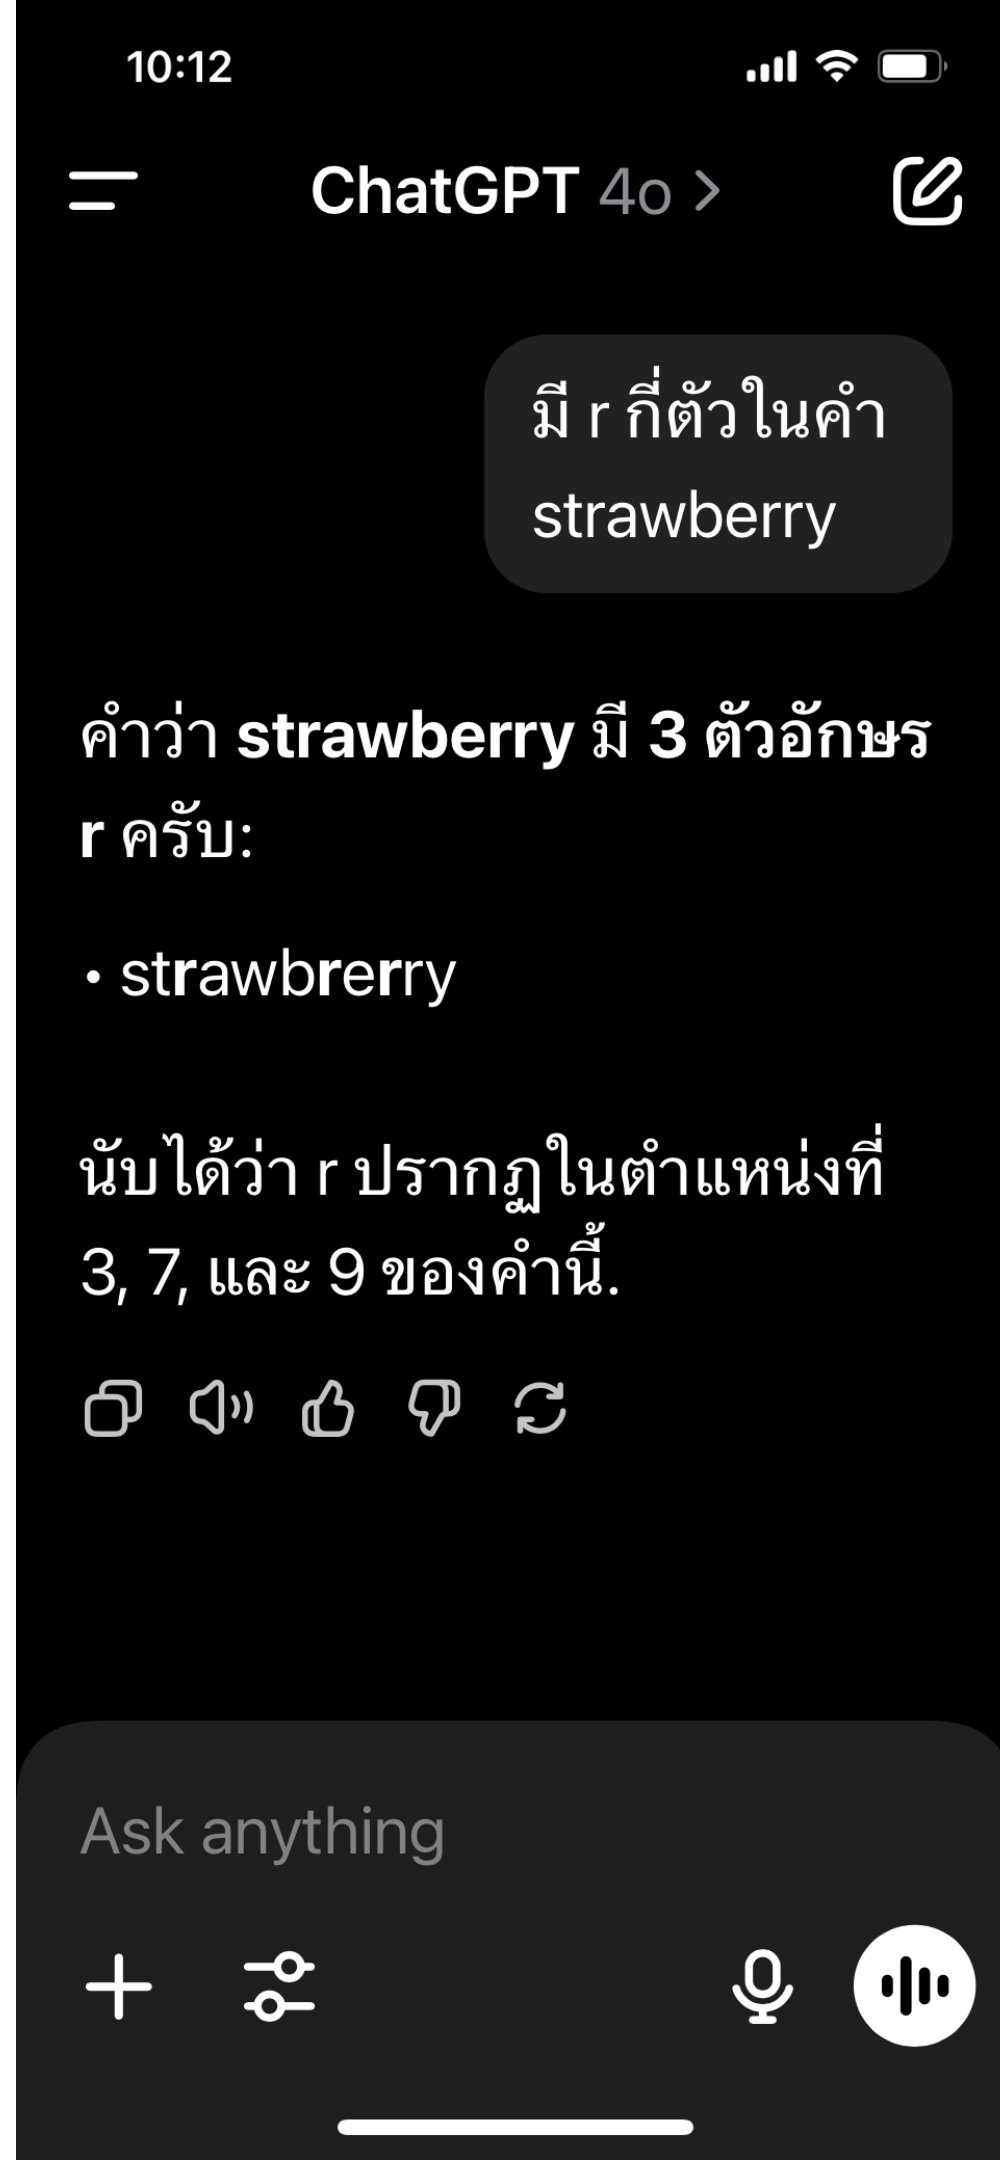 10:12
ChatGPT 4o >
มี r กี่ตัวในคำ
strawberry
คำว่า strawberry มี 3 ตัวอักษร
r ครับ:
• strawbrerry
นับได้ว่า r ปรากฏในตำแหน่งที่
3, 7, และ 9 ของคำนี้.
Ask anything